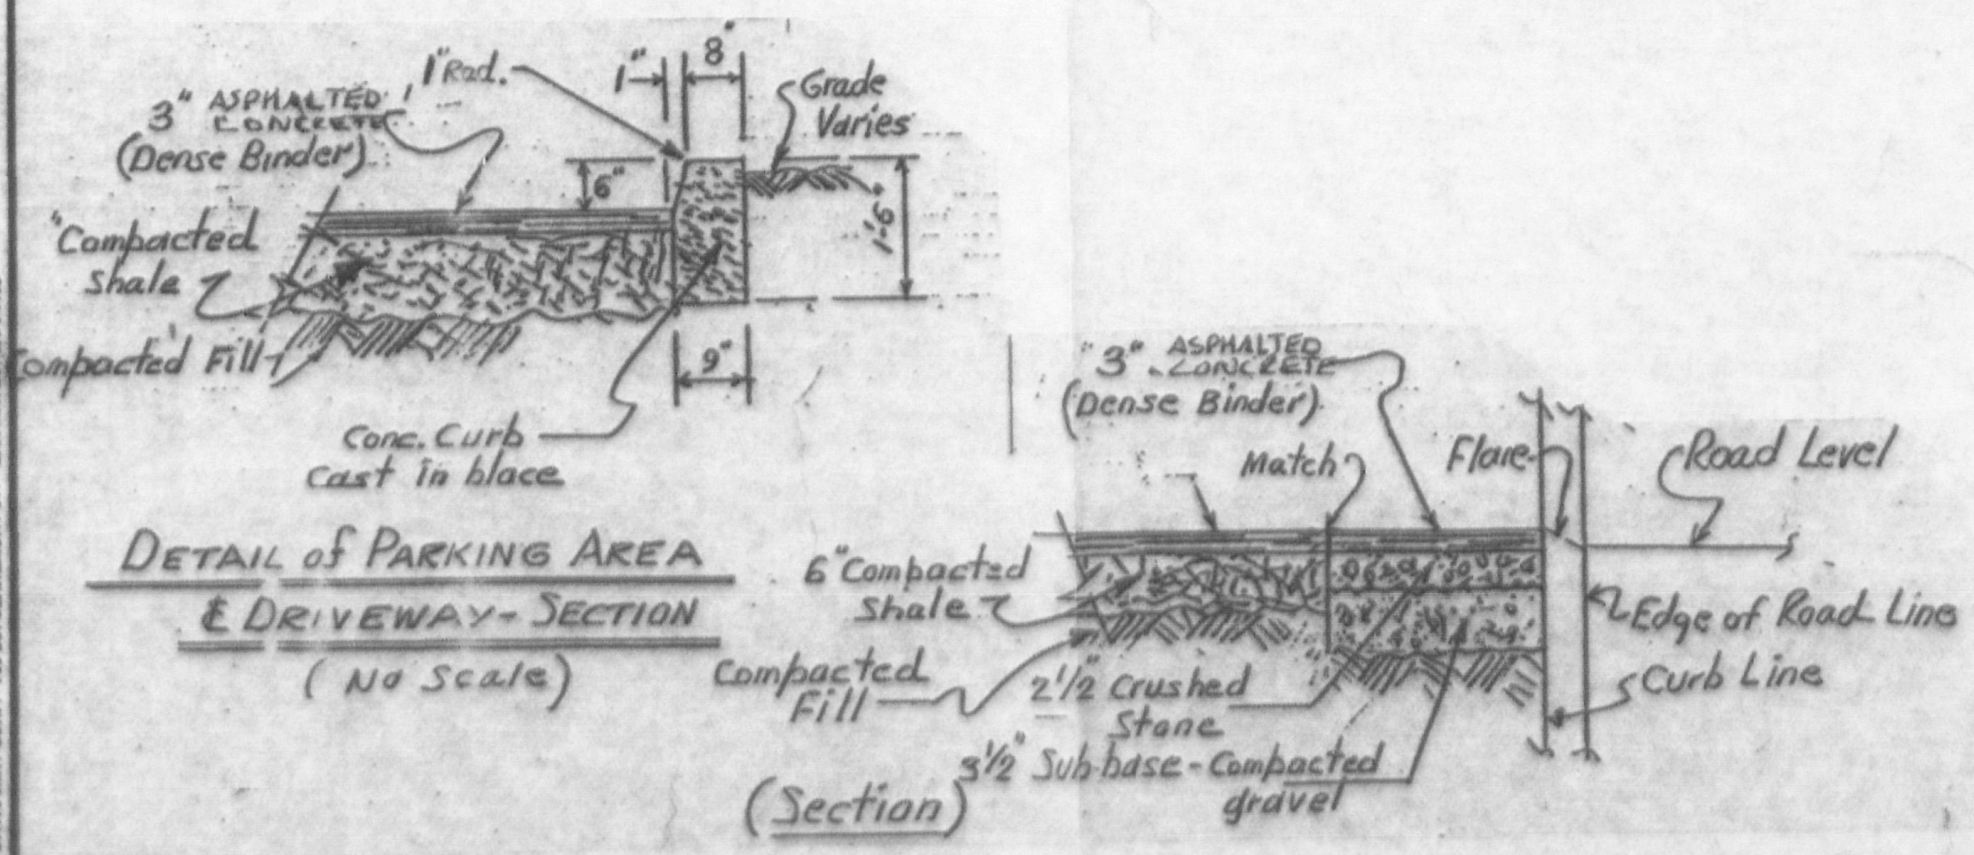 1" Rad.
1"
8"
Grade
Varies
3" ASPHALTED
CONCRETE
(Dense Binder)
6"
1'-6"
"Compacted
Shale
Compacted Fill
9"
Conc. Curb
Cast in place
DETAIL of PARKING AREA
& DRIVEWAY - SECTION
(No Scale)
3" ASPHALTED
CONCRETE
(Dense Binder)
Match
Flare
Road Level
6" Compacted
Shale
Compacted
Fill
2 1/2" Crushed
Stone
3 1/2" Sub-base - Compacted
gravel
Edge of Road Line
Curb Line
(Section)